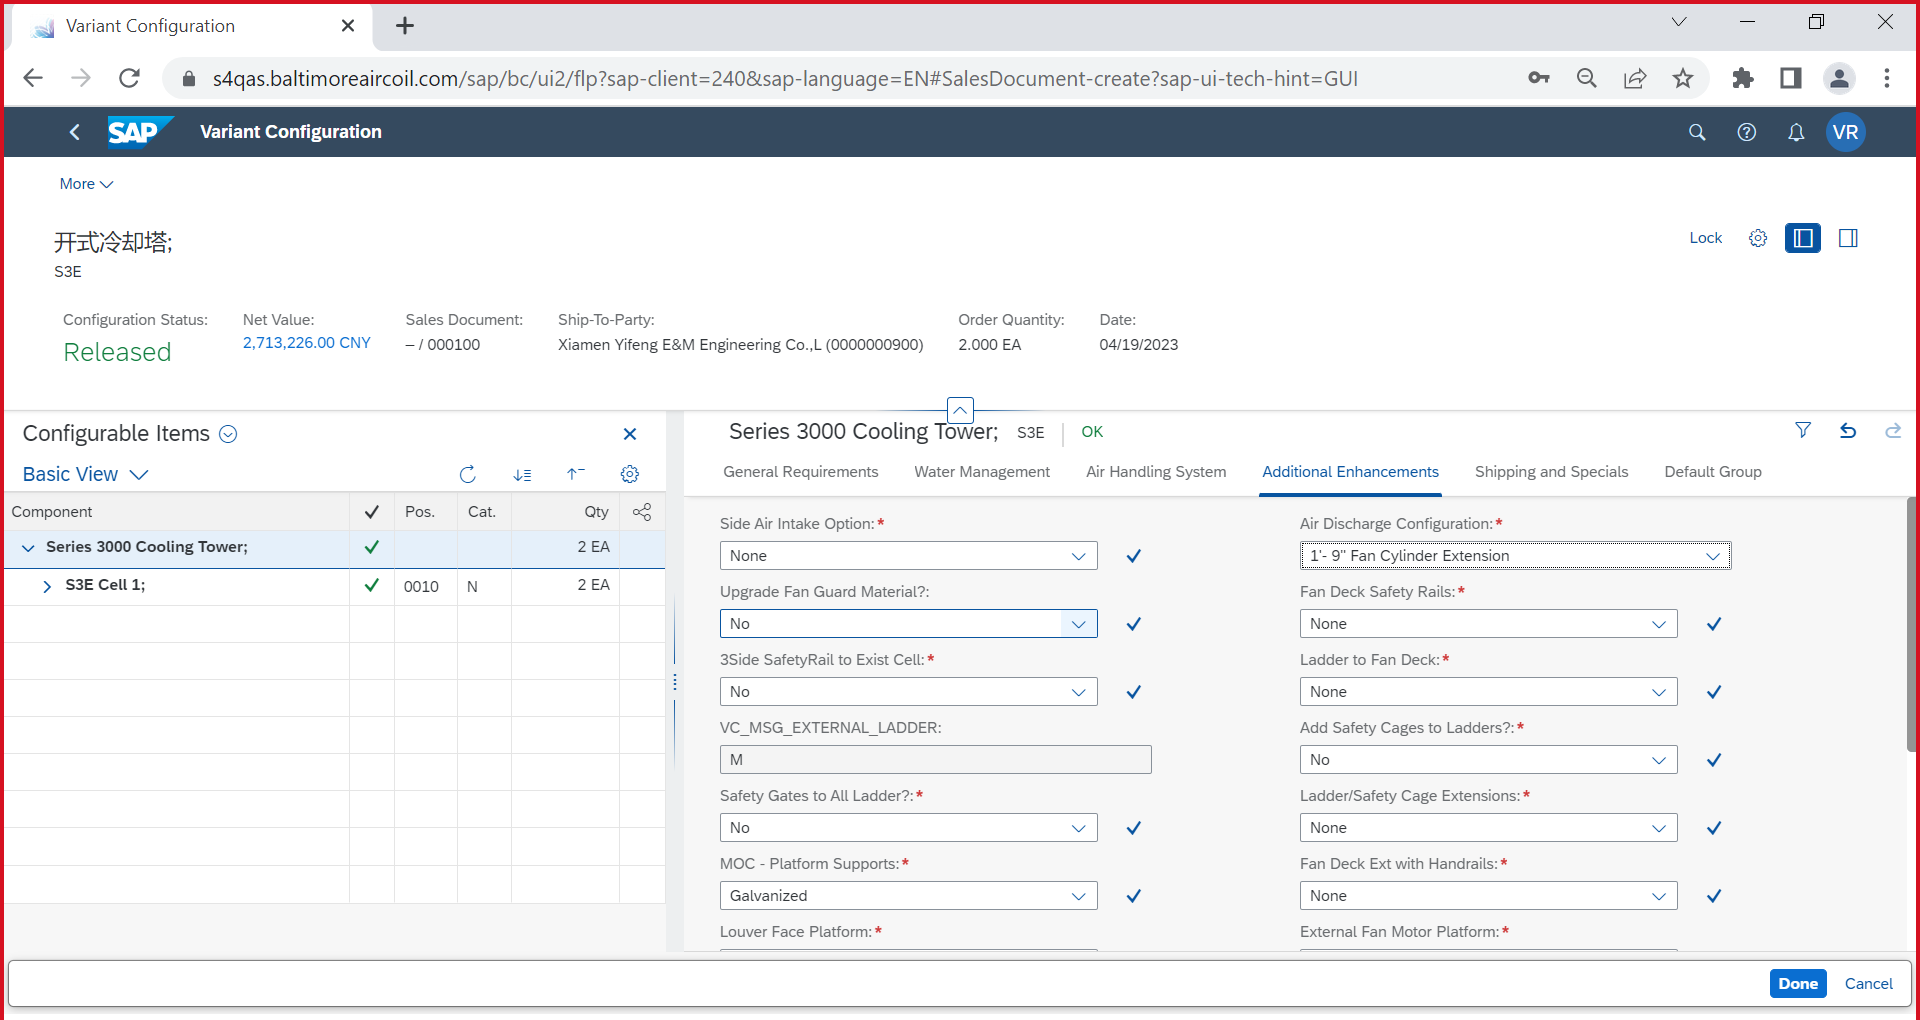 Variant Configuration
s4qas.baltimoreaircoil.com/sap/bc/ui2/flp?sap-client=240&sap-language=EN#SalesDocument-create?sap-ui-tech-hint=GUI
SAP Variant Configuration VR
More
开式冷却塔;
Lock
S3E
Configuration Status: Net Value: Sales Document: Ship-To-Party: Order Quantity: Date:
Released 2,713,226.00 CNY – / 000100 Xiamen Yifeng E&M Engineering Co.,L (0000000900) 2.000 EA 04/19/2023
Configurable Items
Basic View
Component Pos. Cat. Qty
Series 3000 Cooling Tower; 2 EA
S3E Cell 1; 0010 N 2 EA
Series 3000 Cooling Tower; S3E OK
General Requirements Water Management Air Handling System Additional Enhancements Shipping and Specials Default Group
Side Air Intake Option:* Air Discharge Configuration:*
None 1'- 9" Fan Cylinder Extension
Upgrade Fan Guard Material?: Fan Deck Safety Rails:*
No None
3Side SafetyRail to Exist Cell:* Ladder to Fan Deck:*
No None
VC_MSG_EXTERNAL_LADDER: Add Safety Cages to Ladders?:*
M No
Safety Gates to All Ladder?:* Ladder/Safety Cage Extensions:*
No None
MOC - Platform Supports:* Fan Deck Ext with Handrails:*
Galvanized None
Louver Face Platform:* External Fan Motor Platform:*
Done Cancel